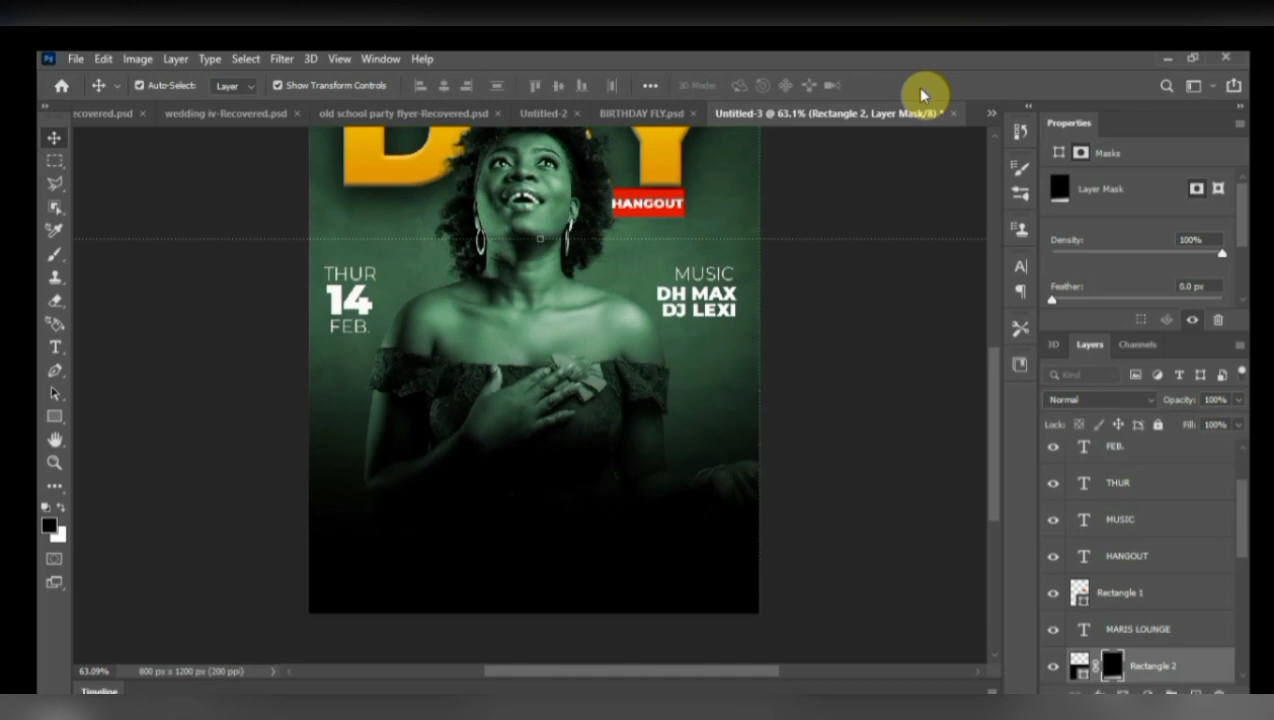 Ps File Edit Image Layer Type Select Filter 3D View Window Help
Auto-Select: Layer Show Transform Controls 3D Mode:
ecovered.psd × wedding iv-Recovered.psd × old school party flyer-Recovered.psd × Untitled-2 × BIRTHDAY FLY.psd × Untitled-3 @ 63.1% (Rectangle 2, Layer Mask/8) * ×
Properties
Masks
Layer Mask
Density: 100%
Feather: 0.0 px
3D Layers Channels
Kind
Normal Opacity: 100%
Lock: Fill: 100%
FEB.
THUR
MUSIC
HANGOUT
Rectangle 1
MARIS LOUNGE
Rectangle 2
D Y
HANGOUT
THUR
14
FEB.
MUSIC
DH MAX
DJ LEXI
63.09% 800 px x 1200 px (200 ppi)
Timeline